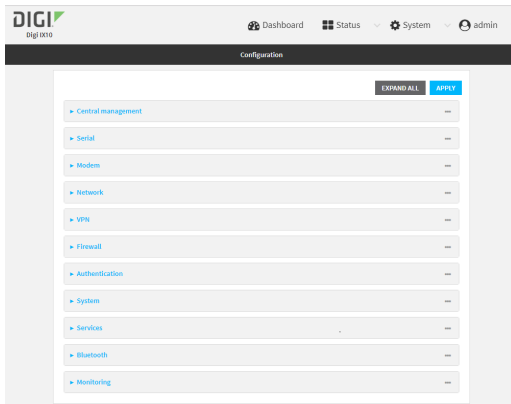 DIGI
Digi IX10
Dashboard Status System admin
Configuration
EXPAND ALL APPLY
Central management
Serial
Modem
Network
VPN
Firewall
Authentication
System
Services
Bluetooth
Monitoring